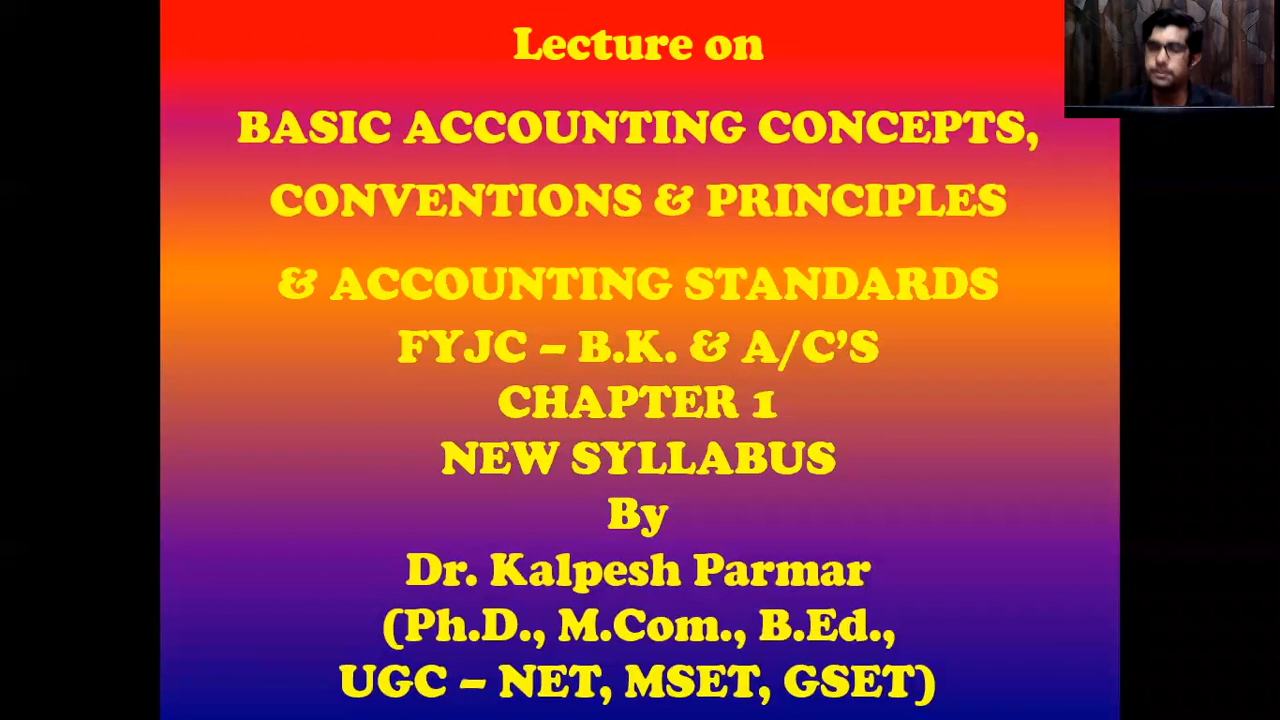 Lecture on
BASIC ACCOUNTING CONCEPTS,
CONVENTIONS & PRINCIPLES
& ACCOUNTING STANDARDS
FYJC – B.K. & A/C’S
CHAPTER 1
NEW SYLLABUS
By
Dr. Kalpesh Parmar
(Ph.D., M.Com., B.Ed.,
UGC – NET, MSET, GSET)